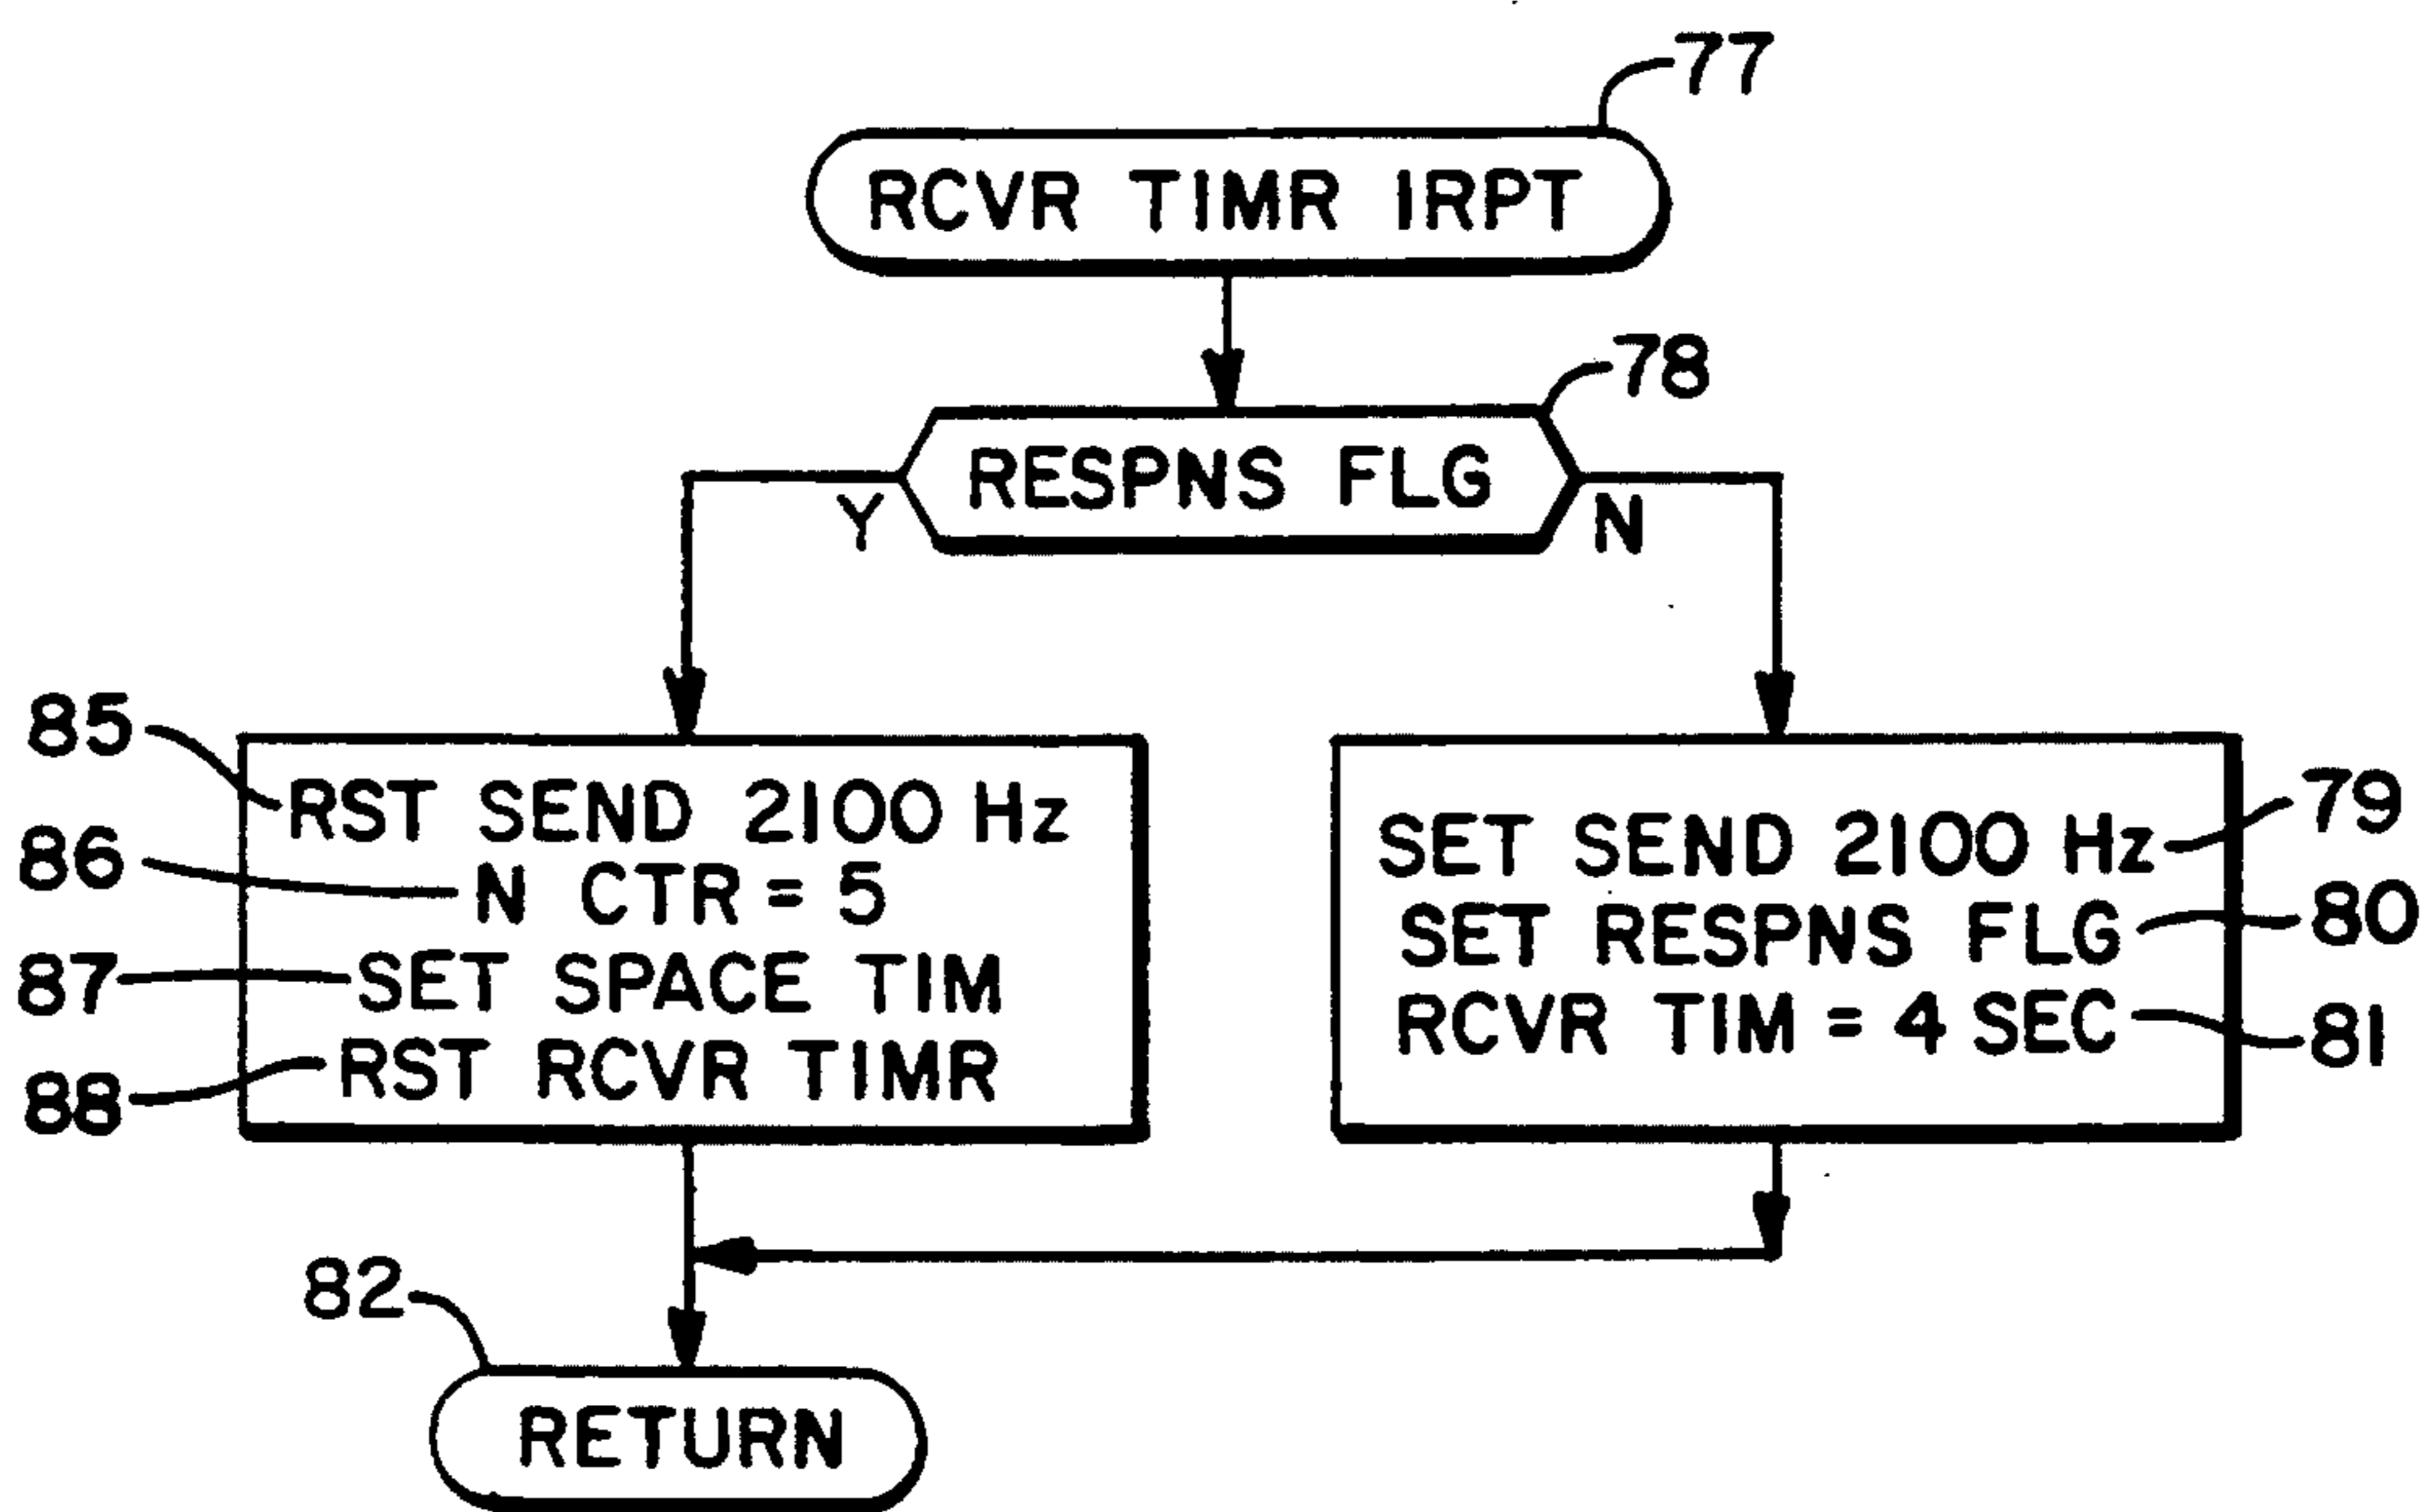 77
RCVR TIMR IRPT
78
RESPNS FLG
Y
N
85
RST SEND 2100 Hz
86
N CTR = 5
87
SET SPACE TIM
88
RST RCVR TIMR
SET SEND 2100 Hz
79
SET RESPNS FLG
80
RCVR TIM = 4 SEC
81
82
RETURN